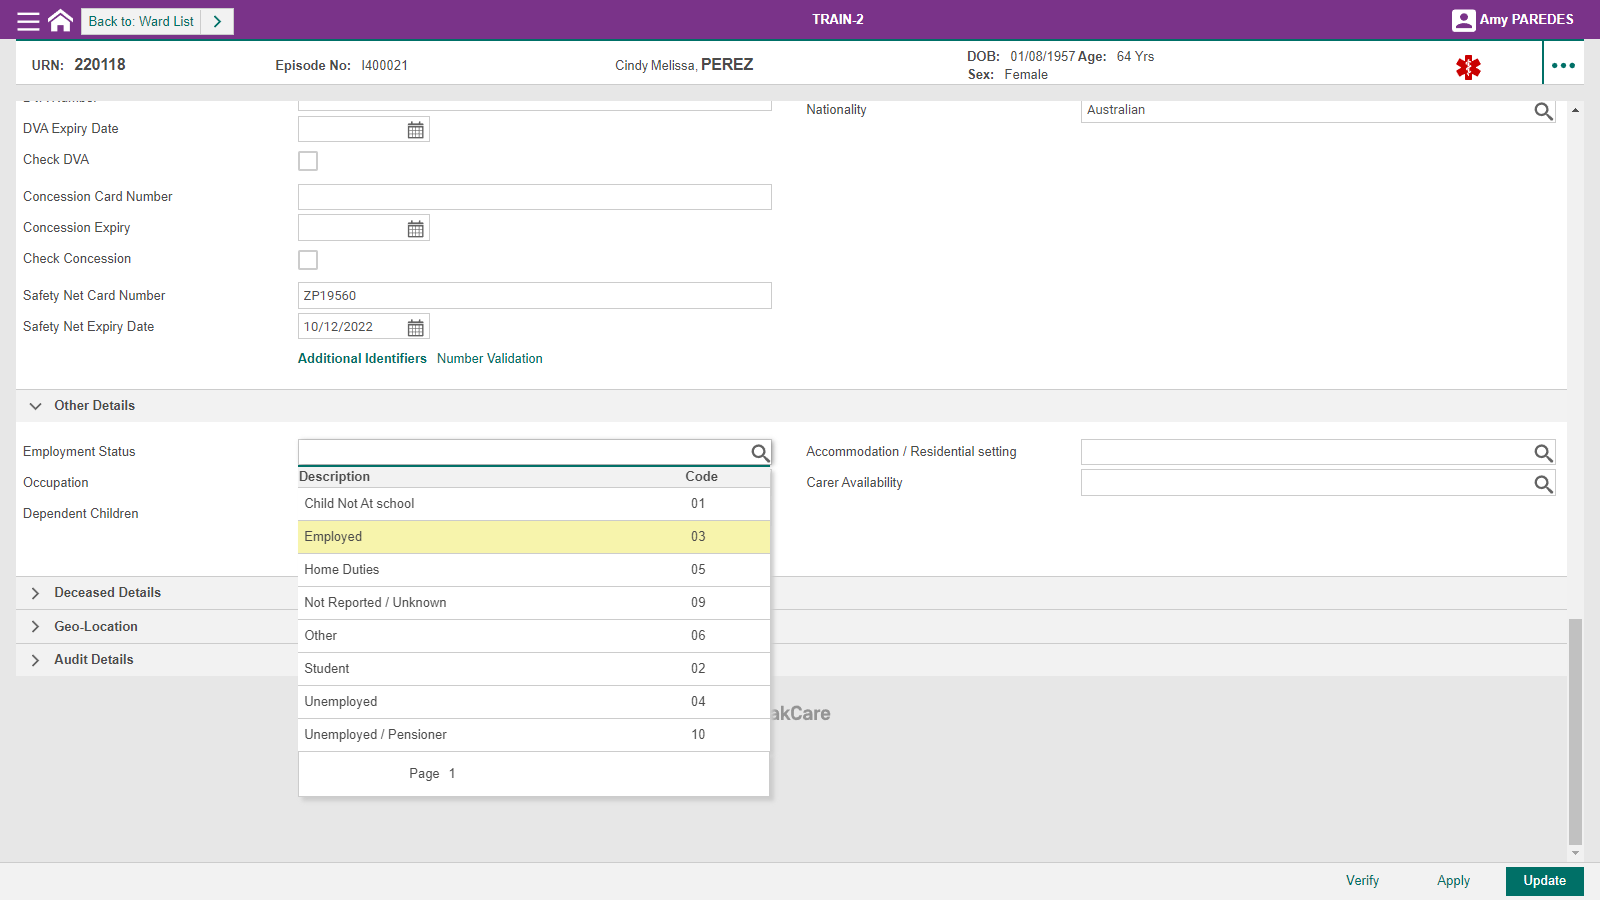 Back to: Ward List
TRAIN-2
Amy PAREDES
URN: 220118
Episode No: I400021
Cindy Melissa, PEREZ
DOB: 01/08/1957 Age: 64 Yrs
Sex: Female
Nationality
Australian
DVA Expiry Date
Check DVA
Concession Card Number
Concession Expiry
Check Concession
Safety Net Card Number
ZP19560
Safety Net Expiry Date
10/12/2022
Additional Identifiers Number Validation
Other Details
Employment Status
Accommodation / Residential setting
Occupation
Carer Availability
Dependent Children
Description Code
Child Not At school 01
Employed 03
Home Duties 05
Not Reported / Unknown 09
Other 06
Student 02
Unemployed 04
Unemployed / Pensioner 10
Page 1
Deceased Details
Geo-Location
Audit Details
akCare
Verify
Apply
Update